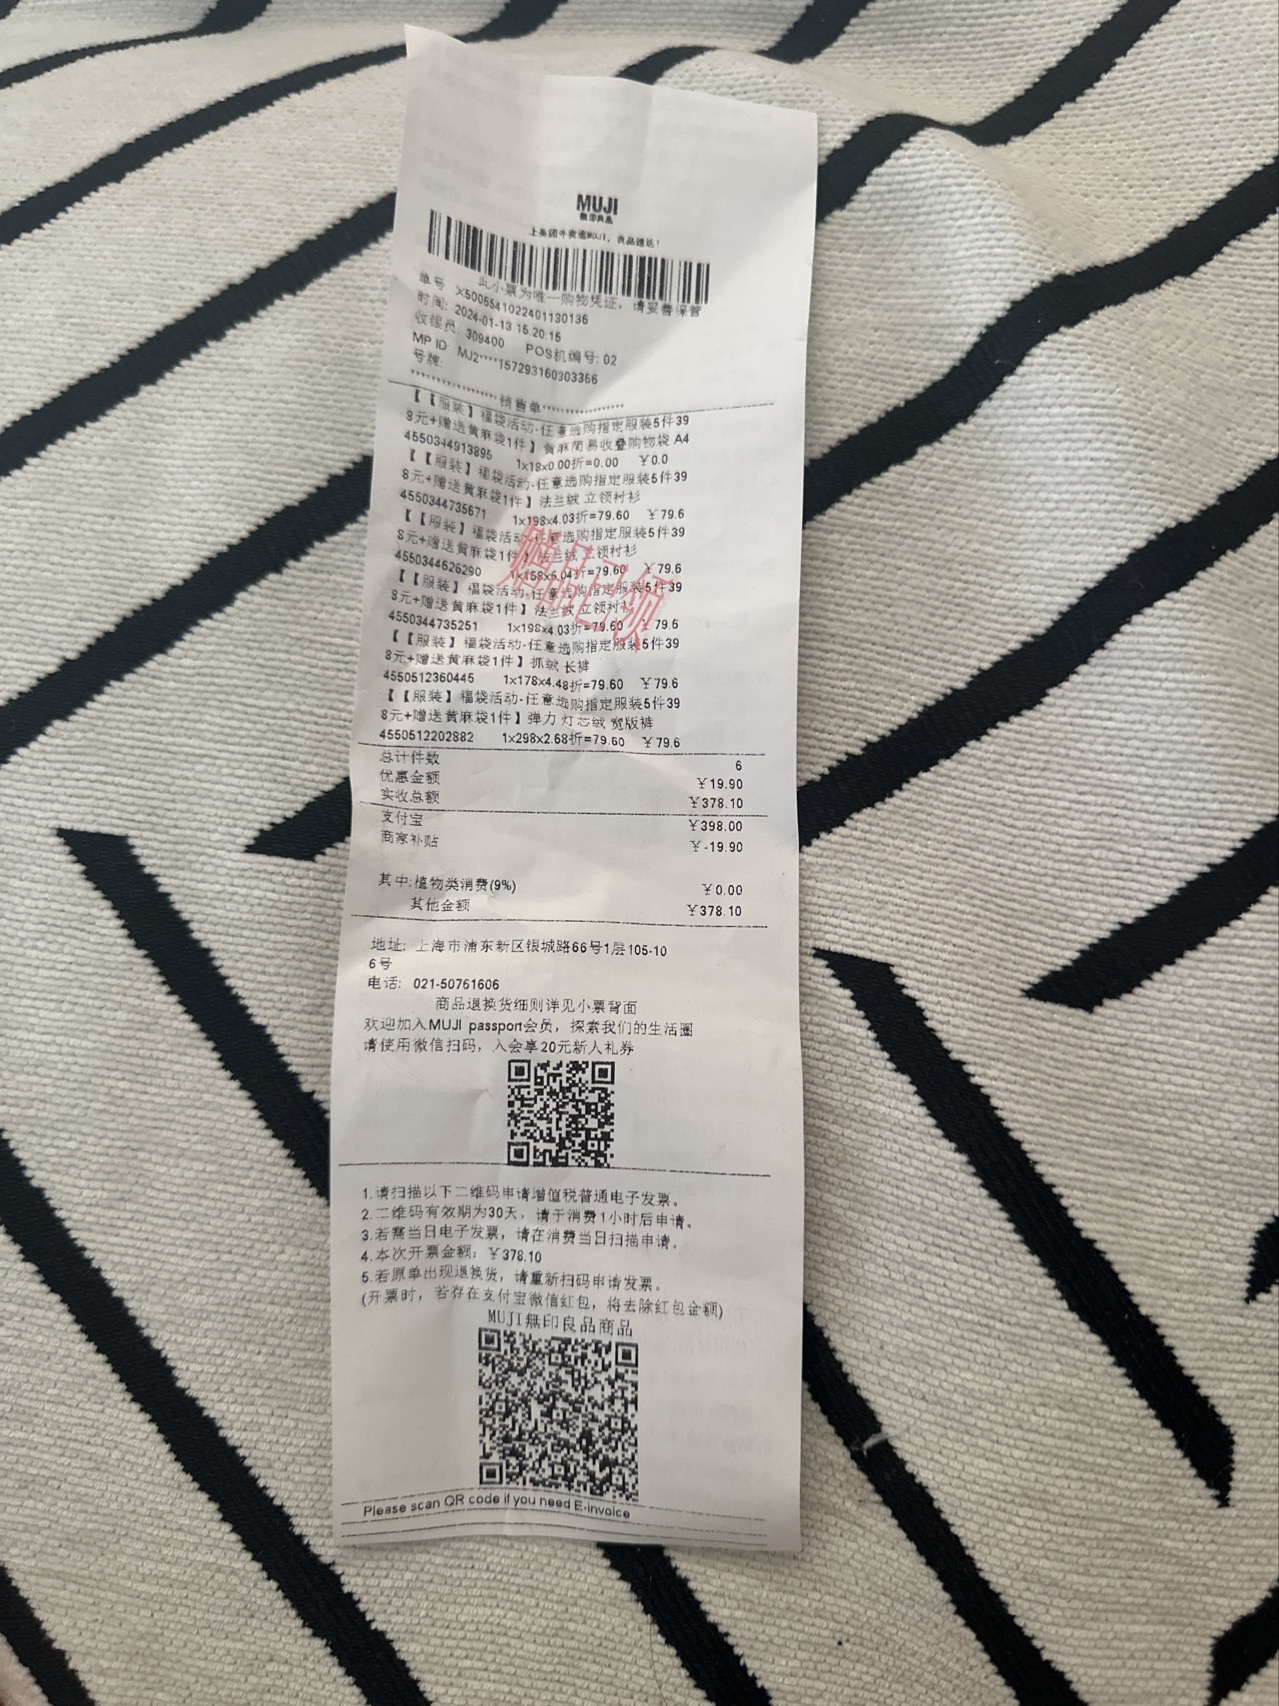 MUJI
無印良品
上美团外卖搜MUJI，良品速达！
此小票为唯一购物凭证，请妥善保管
单号 X5006541022401130136
时间: 2024-01-13 15:20:15
收银员 309400 POS机编号: 02
MP ID MJ2****157293160303366
号牌:
销售单
【【服装】福袋活动-任意选购指定服装5件39
8元+赠送黄麻袋1件】黄麻简易收叠购物袋 A4
4550344913895 1x18x0.00折=0.00 ￥0.0
【【服装】福袋活动-任意选购指定服装5件39
8元+赠送黄麻袋1件】法兰绒 立领衬衫
4550344735671 1x198x4.03折=79.60 ￥79.6
【【服装】福袋活动-任意选购指定服装5件39
8元+赠送黄麻袋1件】法兰绒 立领衬衫
4550344626290 1x158x5.04折=79.60 ￥79.6
【【服装】福袋活动-任意选购指定服装5件39
8元+赠送黄麻袋1件】法兰绒 立领衬衫
4550344735251 1x198x4.03折=79.60 ￥79.6
【【服装】福袋活动-任意选购指定服装5件39
8元+赠送黄麻袋1件】抓绒 长裤
4550512360445 1x178x4.48折=79.60 ￥79.6
【【服装】福袋活动-任意选购指定服装5件39
8元+赠送黄麻袋1件】弹力 灯芯绒 宽版裤
4550512202882 1x298x2.68折=79.60 ￥79.6
赠品已领
总计件数 6
优惠金额 ￥19.90
实收总额 ￥378.10
支付宝 ￥398.00
商家补贴 ￥-19.90
其中:植物类消费(9%) ￥0.00
其他金额 ￥378.10
地址: 上海市浦东新区银城路66号1层105-10
6号
电话: 021-50761606
商品退换货细则详见小票背面
欢迎加入MUJI passport会员，探索我们的生活圈
请使用微信扫码，入会享20元新人礼券
1.请扫描以下二维码申请增值税普通电子发票。
2.二维码有效期为30天，请于消费1小时后申请。
3.若需当日电子发票，请在消费当日扫描申请。
4.本次开票金额: ￥378.10
5.若原单出现退换货，请重新扫码申请发票。
(开票时，若存在支付宝微信红包，将去除红包金额)
MUJI無印良品商品
Please scan QR code if you need E-invoice